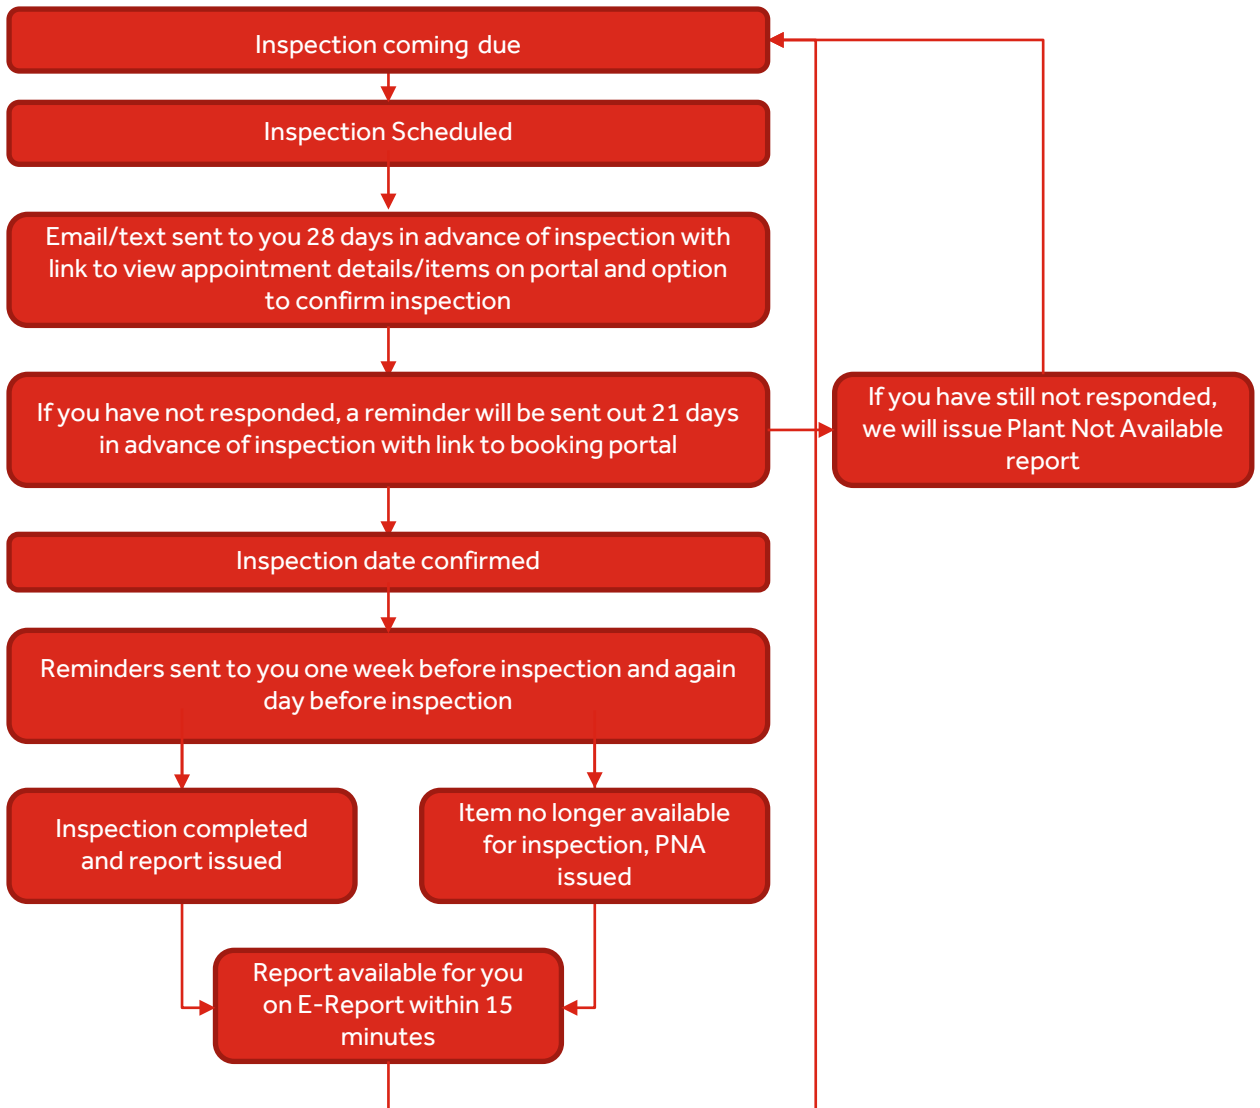 Inspection coming due
Inspection Scheduled
Email/text sent to you 28 days in advance of inspection with
link to view appointment details/items on portal and option
to confirm inspection
If you have not responded, a reminder will be sent out 21 days
in advance of inspection with link to booking portal
If you have still not responded,
we will issue Plant Not Available
report
Inspection date confirmed
Reminders sent to you one week before inspection and again
day before inspection
Inspection completed
and report issued
Item no longer available
for inspection, PNA
issued
Report available for you
on E-Report within 15
minutes